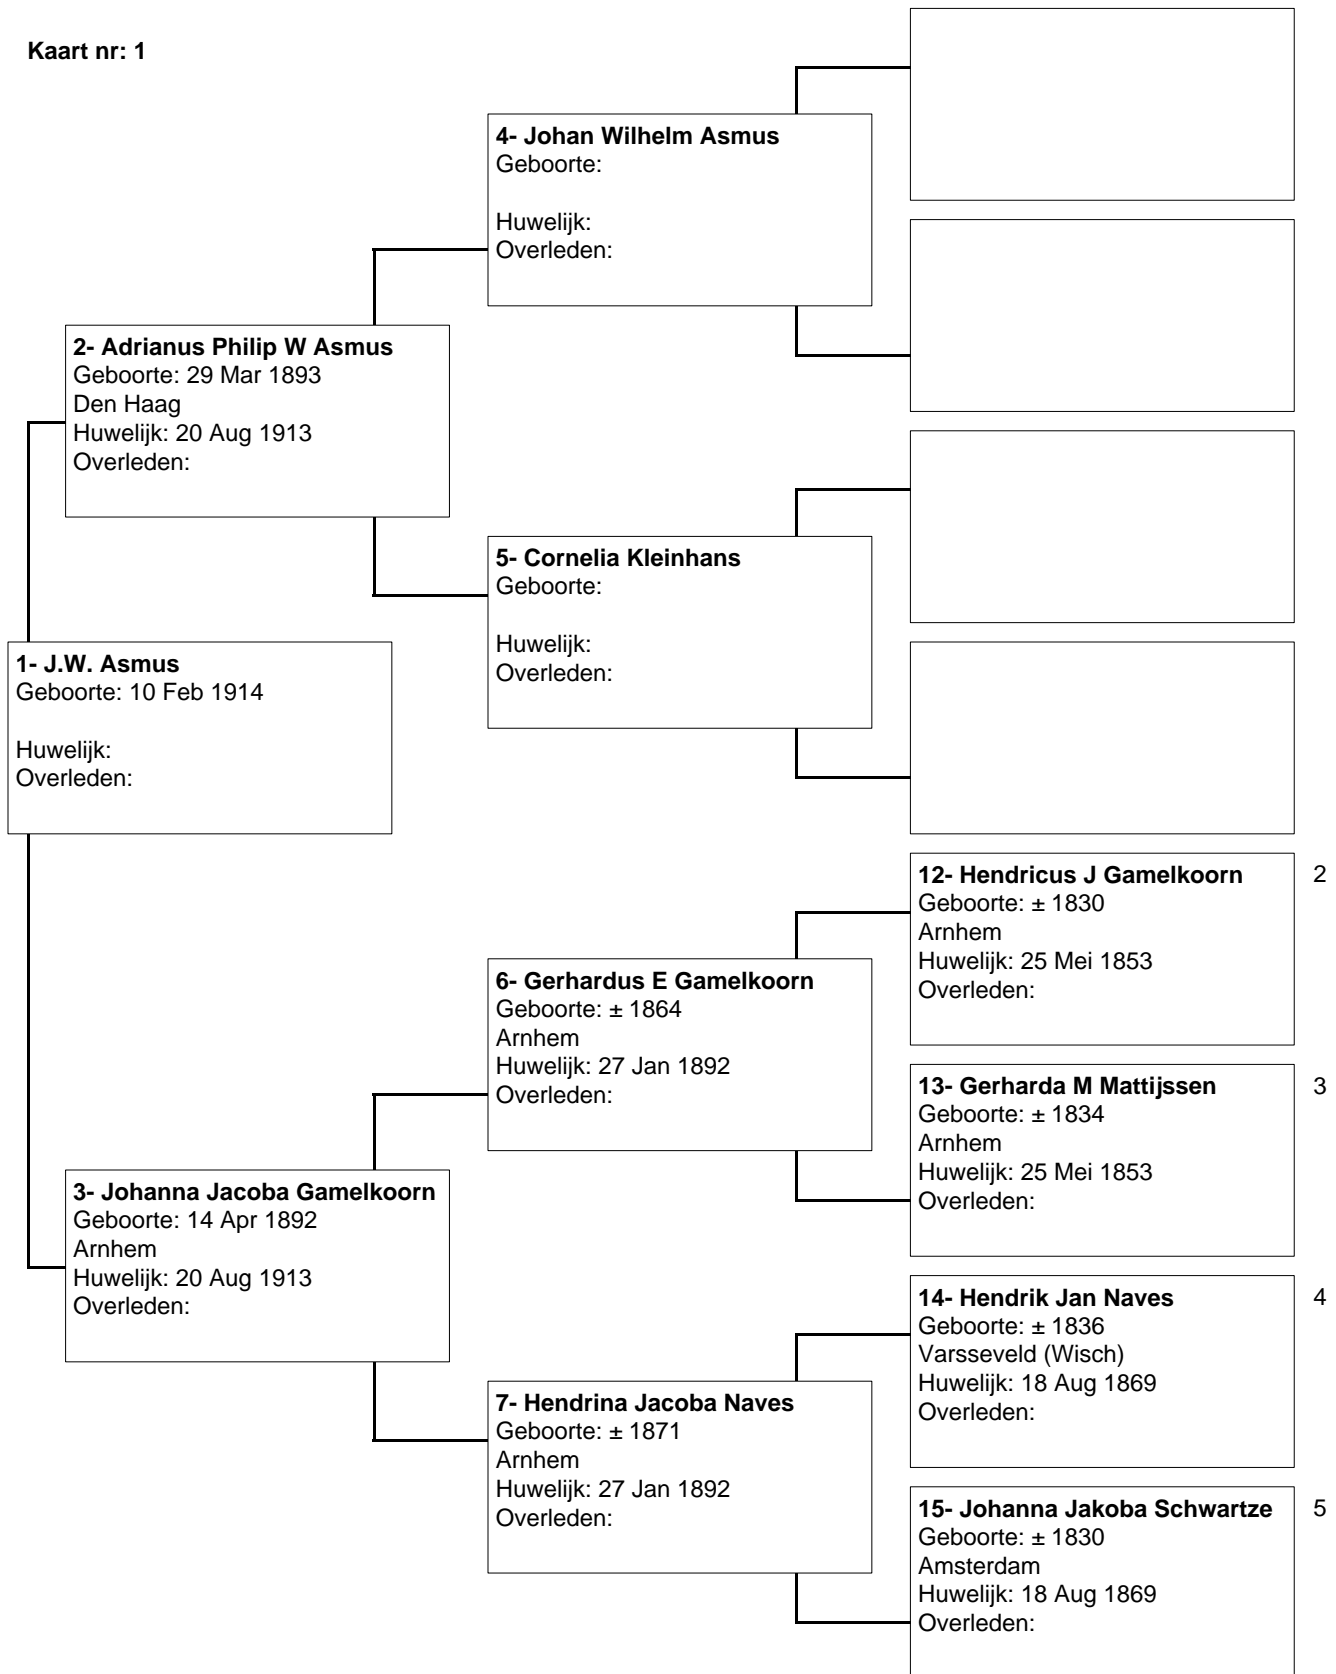 Kaart nr: 1
4- Johan Wilhelm Asmus
Geboorte:
Huwelijk:
Overleden:
2- Adrianus Philip W Asmus
Geboorte: 29 Mar 1893
Den Haag
Huwelijk: 20 Aug 1913
Overleden:
5- Cornelia Kleinhans
Geboorte:
Huwelijk:
Overleden:
1- J.W. Asmus
Geboorte: 10 Feb 1914
Huwelijk:
Overleden:
12- Hendricus J Gamelkoorn
Geboorte: ± 1830
Arnhem
Huwelijk: 25 Mei 1853
Overleden:
2
6- Gerhardus E Gamelkoorn
Geboorte: ± 1864
Arnhem
Huwelijk: 27 Jan 1892
Overleden:
13- Gerharda M Mattijssen
Geboorte: ± 1834
Arnhem
Huwelijk: 25 Mei 1853
Overleden:
3
3- Johanna Jacoba Gamelkoorn
Geboorte: 14 Apr 1892
Arnhem
Huwelijk: 20 Aug 1913
Overleden:
14- Hendrik Jan Naves
Geboorte: ± 1836
Varsseveld (Wisch)
Huwelijk: 18 Aug 1869
Overleden:
4
7- Hendrina Jacoba Naves
Geboorte: ± 1871
Arnhem
Huwelijk: 27 Jan 1892
Overleden:
15- Johanna Jakoba Schwartze
Geboorte: ± 1830
Amsterdam
Huwelijk: 18 Aug 1869
Overleden:
5